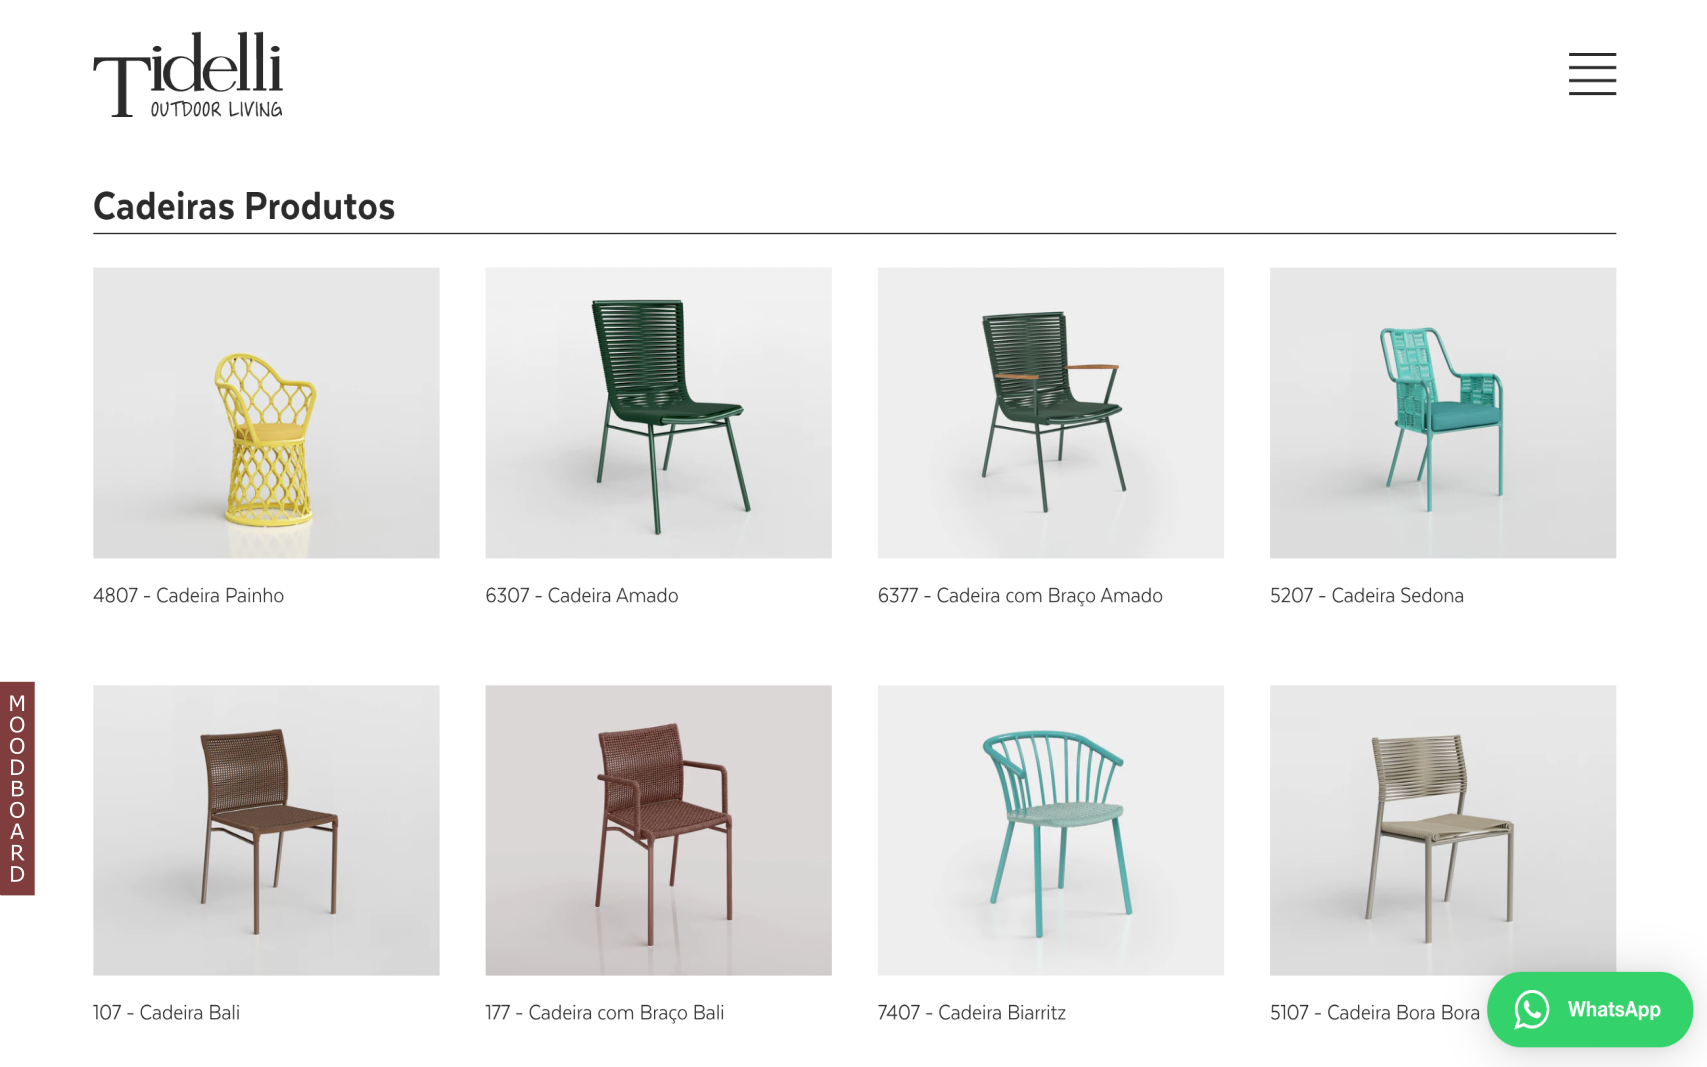 Tidelli
OUTDOOR LIVING
Cadeiras Produtos
4807 - Cadeira Painho
6307 - Cadeira Amado
6377 - Cadeira com Braço Amado
5207 - Cadeira Sedona
MOODBOARD
107 - Cadeira Bali
177 - Cadeira com Braço Bali
7407 - Cadeira Biarritz
5107 - Cadeira Bora Bora
WhatsApp